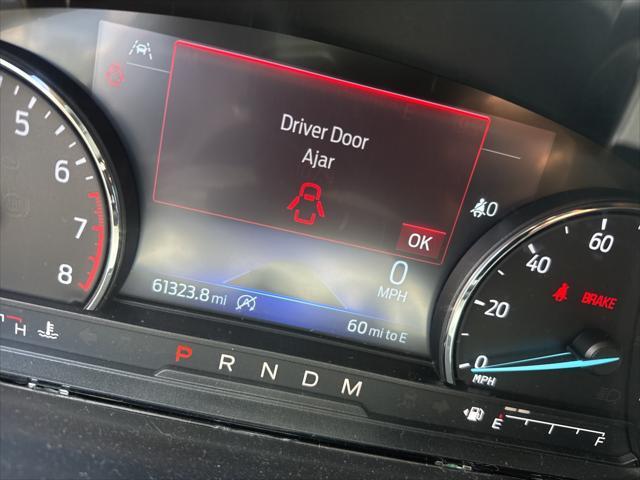 Driver Door
Ajar
OK
0
0
MPH
61323.8 mi
60 mi to E
5
6
7
8
H
P R N D M
60
40
20
0
MPH
BRAKE
E
F